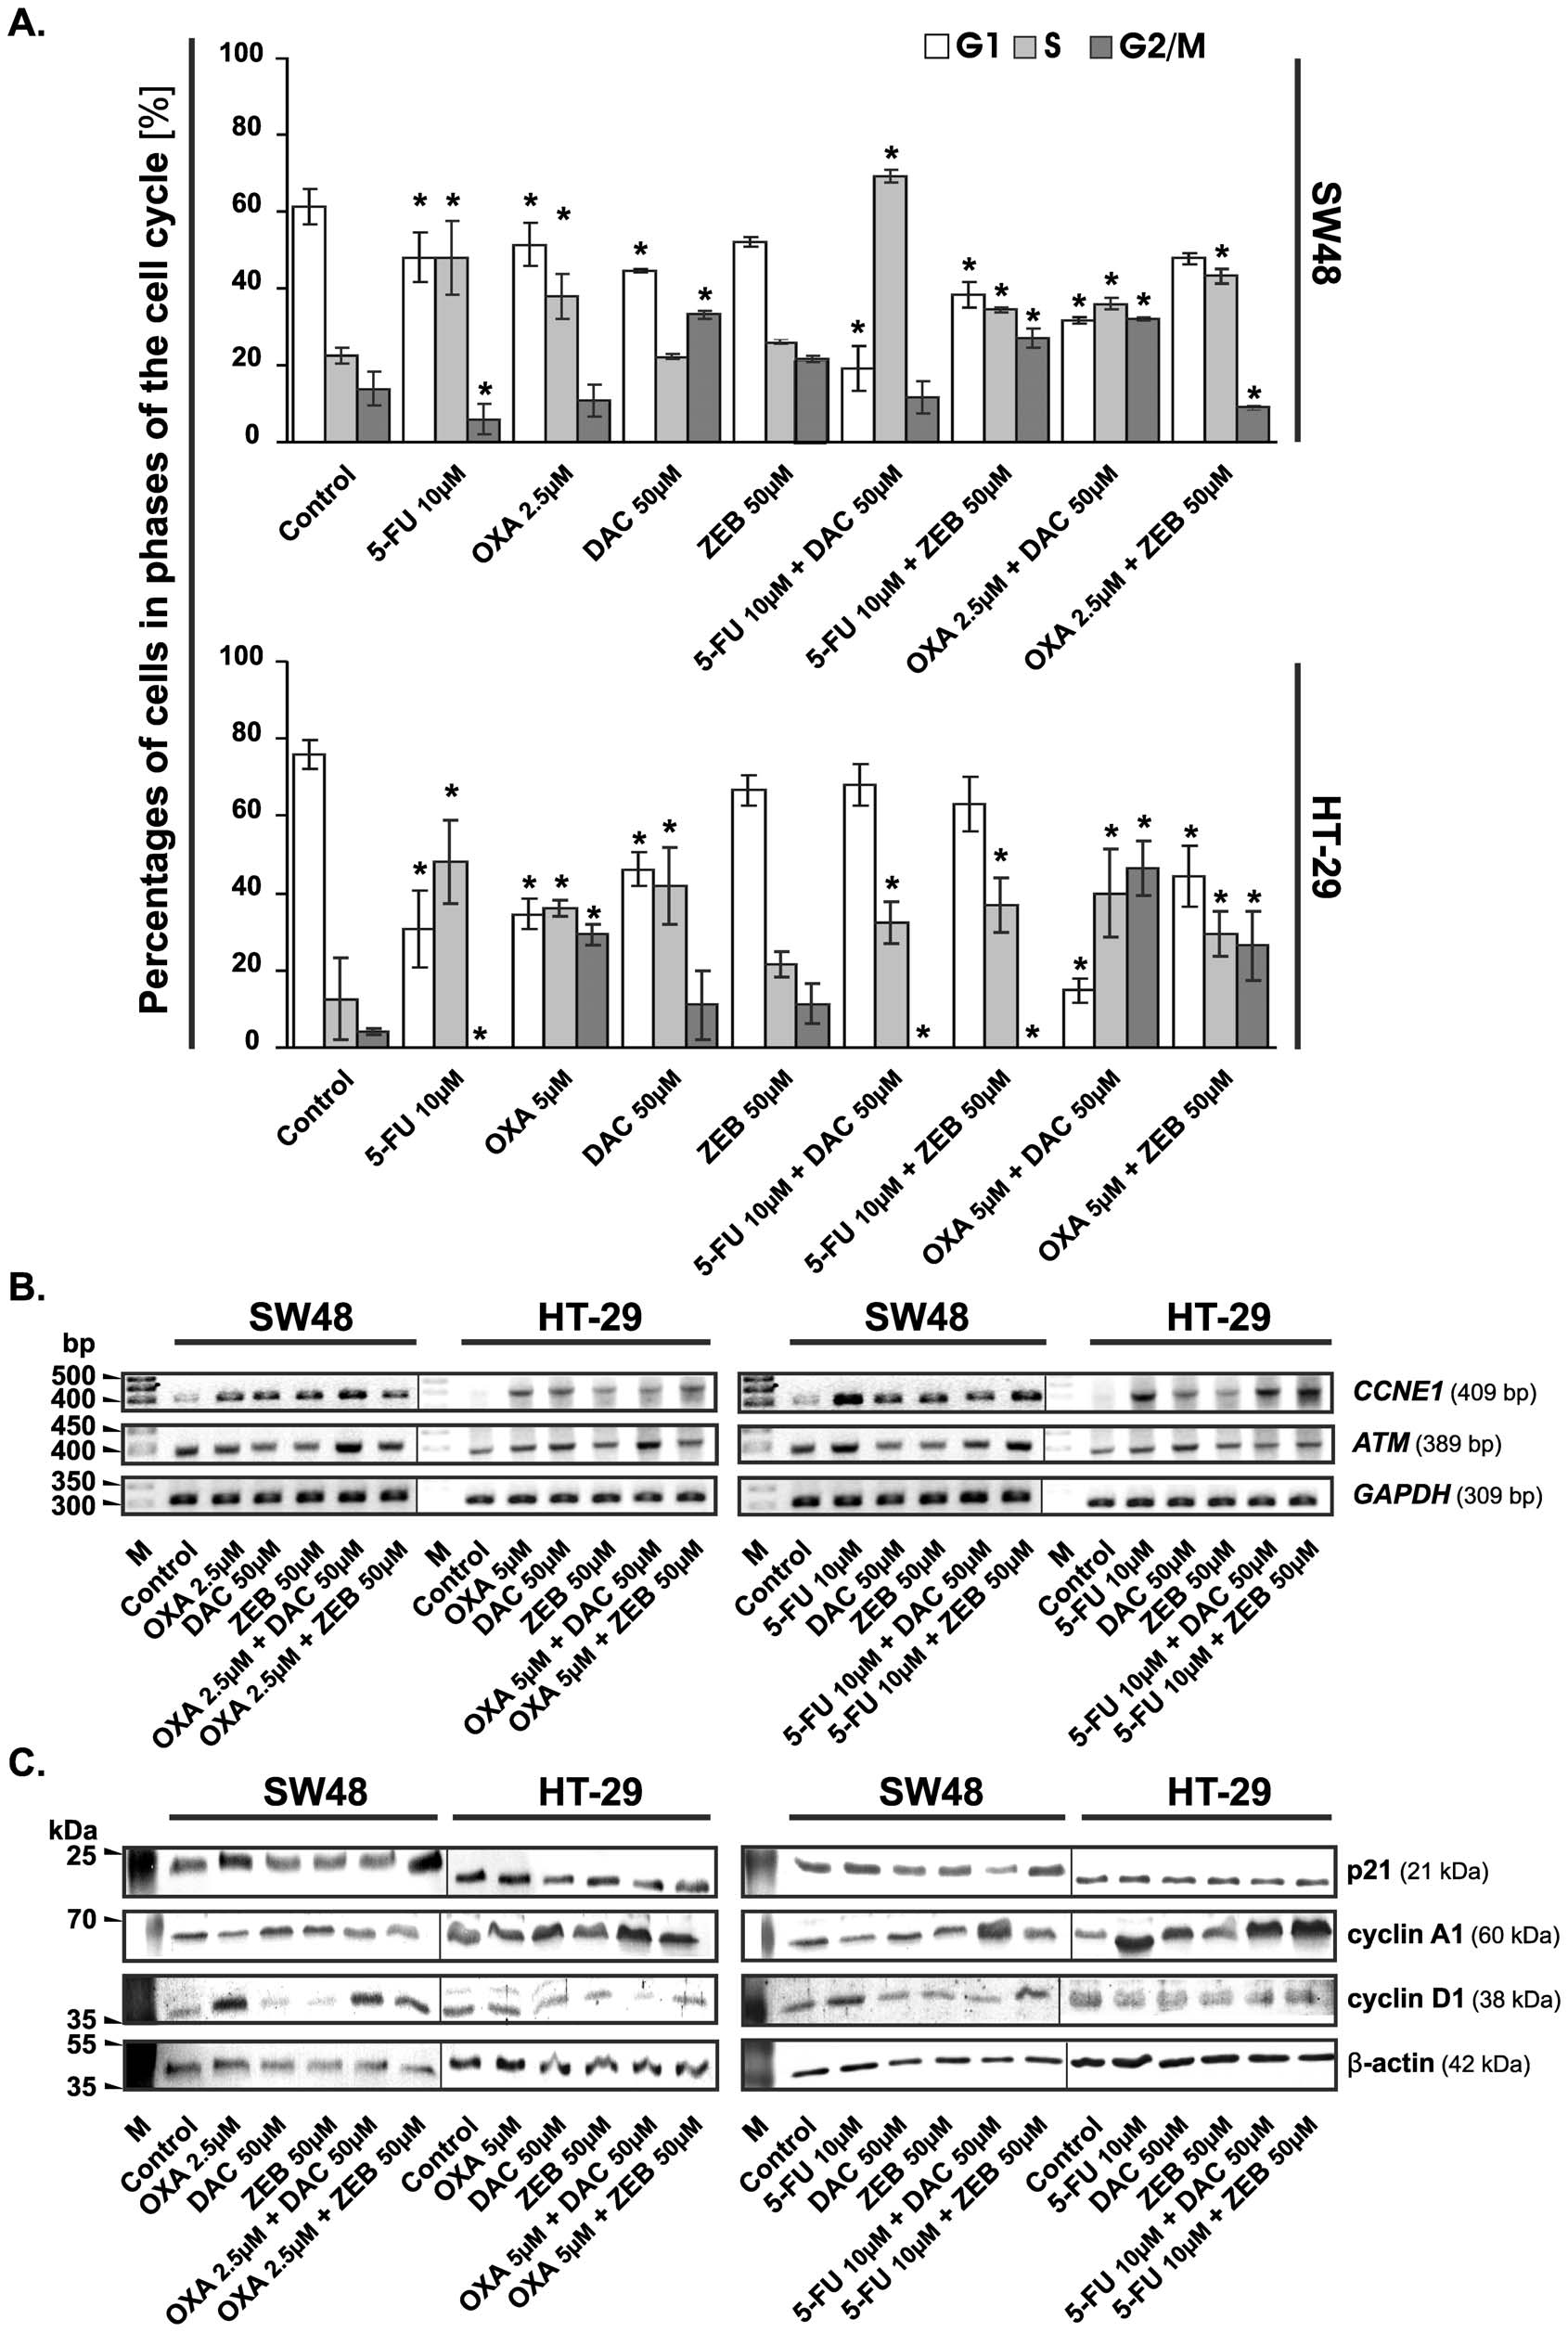 A.
Percentages of cells in phases of the cell cycle [%]
G1 S G2/M
100
80
60
40
20
0
* * * * * * * * * * * * * * * * *
SW48
Control
5-FU 10µM
OXA 2.5µM
DAC 50µM
ZEB 50µM
5-FU 10µM + DAC 50µM
5-FU 10µM + ZEB 50µM
OXA 2.5µM + DAC 50µM
OXA 2.5µM + ZEB 50µM
100
80
60
40
20
0
* * * * * * * * * * * * * * * * * *
HT-29
Control
5-FU 10µM
OXA 5µM
DAC 50µM
ZEB 50µM
5-FU 10µM + DAC 50µM
5-FU 10µM + ZEB 50µM
OXA 5µM + DAC 50µM
OXA 5µM + ZEB 50µM
B.
SW48 HT-29 SW48 HT-29
bp
500
400
CCNE1 (409 bp)
450
400
ATM (389 bp)
350
300
GAPDH (309 bp)
M
Control
OXA 2.5µM
DAC 50µM
ZEB 50µM
OXA 2.5µM + DAC 50µM
OXA 2.5µM + ZEB 50µM
M
Control
OXA 5µM
DAC 50µM
ZEB 50µM
OXA 5µM + DAC 50µM
OXA 5µM + ZEB 50µM
M
Control
5-FU 10µM
DAC 50µM
ZEB 50µM
5-FU 10µM + DAC 50µM
5-FU 10µM + ZEB 50µM
M
Control
5-FU 10µM
DAC 50µM
ZEB 50µM
5-FU 10µM + DAC 50µM
5-FU 10µM + ZEB 50µM
C.
SW48 HT-29 SW48 HT-29
kDa
25
p21 (21 kDa)
70
cyclin A1 (60 kDa)
35
cyclin D1 (38 kDa)
55
35
β-actin (42 kDa)
M
Control
OXA 2.5µM
DAC 50µM
ZEB 50µM
OXA 2.5µM + DAC 50µM
OXA 2.5µM + ZEB 50µM
Control
OXA 5µM
DAC 50µM
ZEB 50µM
OXA 5µM + DAC 50µM
OXA 5µM + ZEB 50µM
M
Control
5-FU 10µM
DAC 50µM
ZEB 50µM
5-FU 10µM + DAC 50µM
5-FU 10µM + ZEB 50µM
Control
5-FU 10µM
DAC 50µM
ZEB 50µM
5-FU 10µM + DAC 50µM
5-FU 10µM + ZEB 50µM